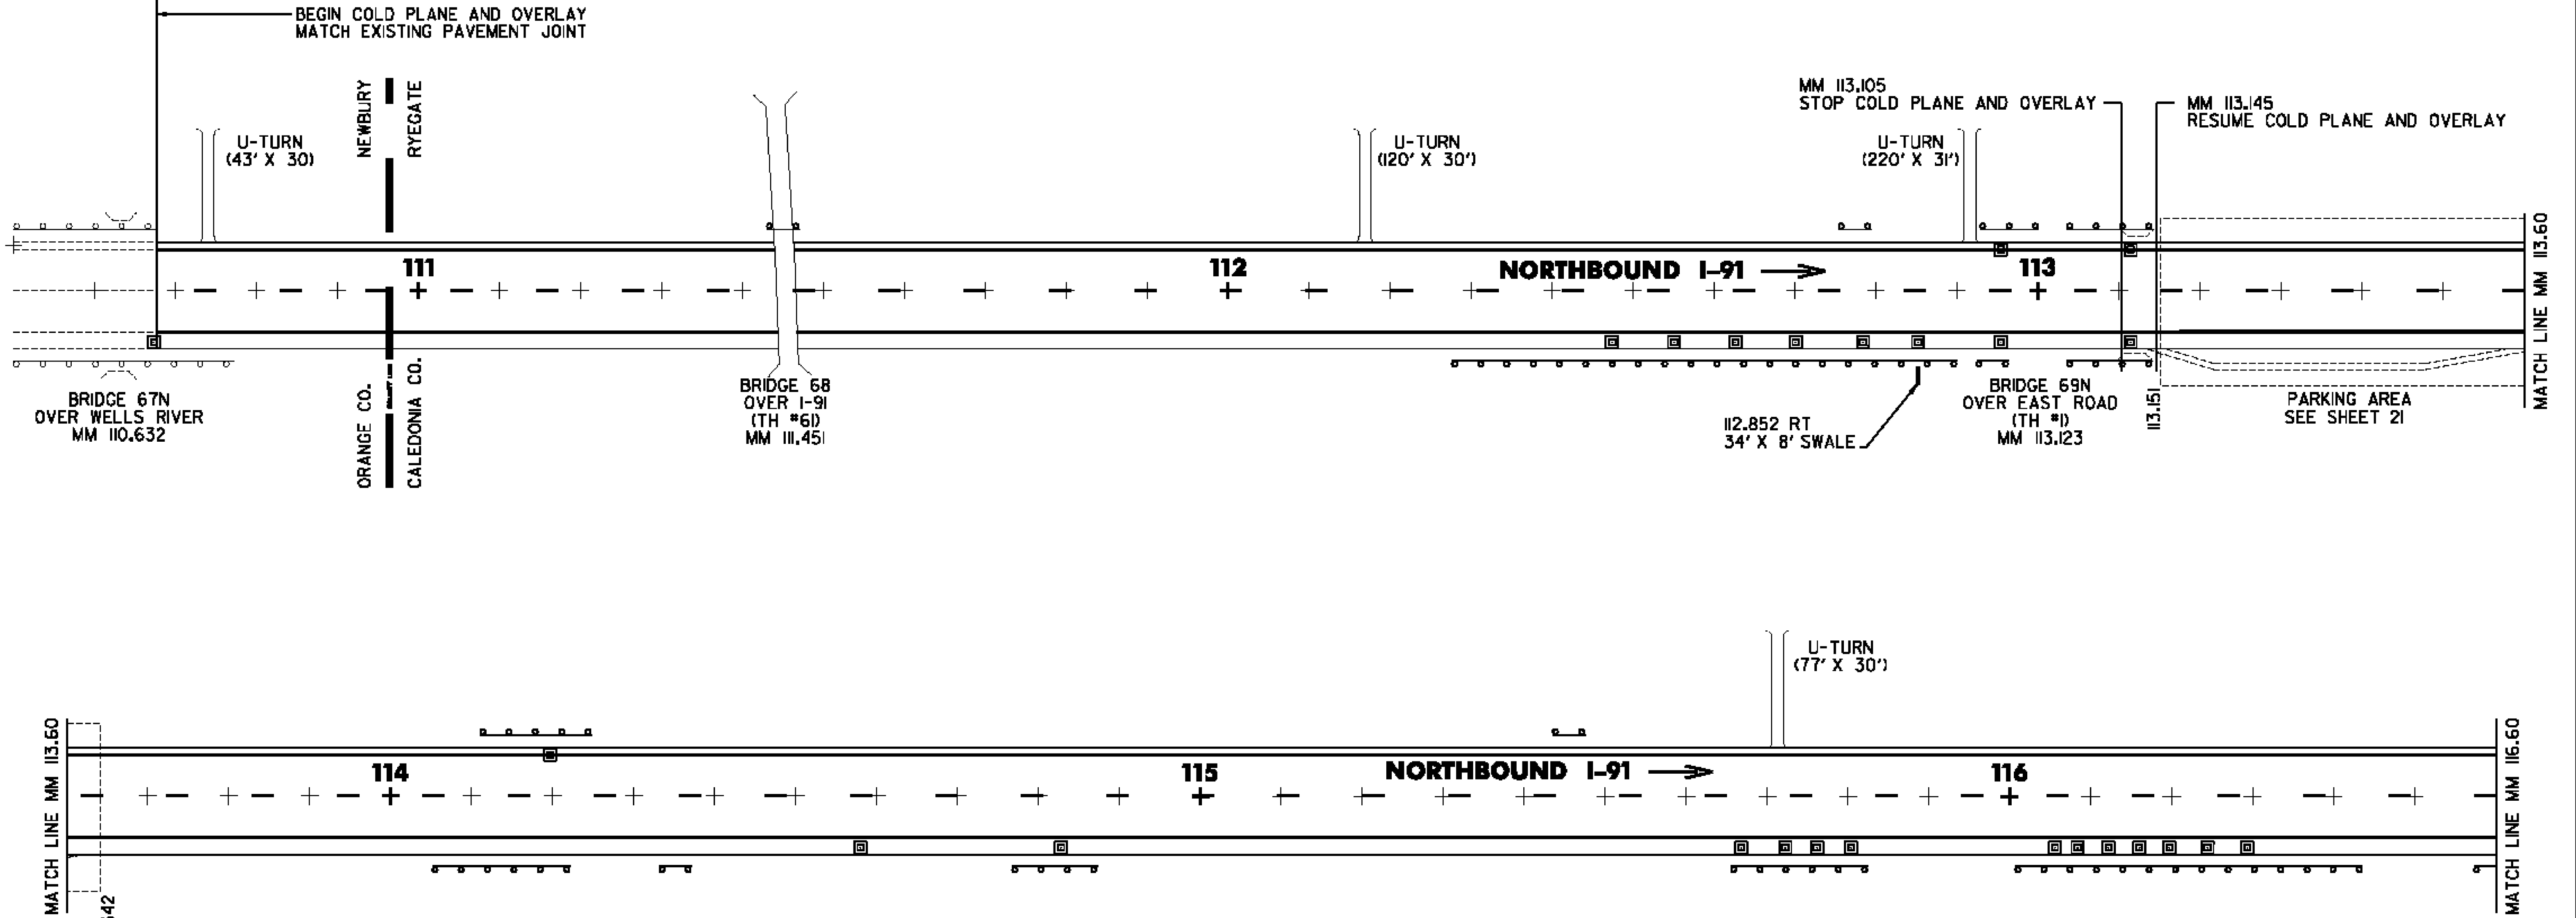 BEGIN COLD PLANE AND OVERLAY
MATCH EXISTING PAVEMENT JOINT
NEWBURY
RYEGATE
U-TURN
(43' X 30)
U-TURN
(120' X 30')
U-TURN
(220' X 31')
MM 113.105
STOP COLD PLANE AND OVERLAY
MM 113.145
RESUME COLD PLANE AND OVERLAY
111
112
NORTHBOUND I-91
113
MATCH LINE MM 113.60
BRIDGE 67N
OVER WELLS RIVER
MM 110.632
ORANGE CO.
CALEDONIA CO.
BRIDGE 68
OVER I-91
(TH #61)
MM 111.451
112.852 RT
34' X 8' SWALE
BRIDGE 69N
OVER EAST ROAD
(TH #1)
MM 113.123
113.151
PARKING AREA
SEE SHEET 21
U-TURN
(77' X 30')
MATCH LINE MM 113.60
114
115
NORTHBOUND I-91
116
MATCH LINE MM 116.60